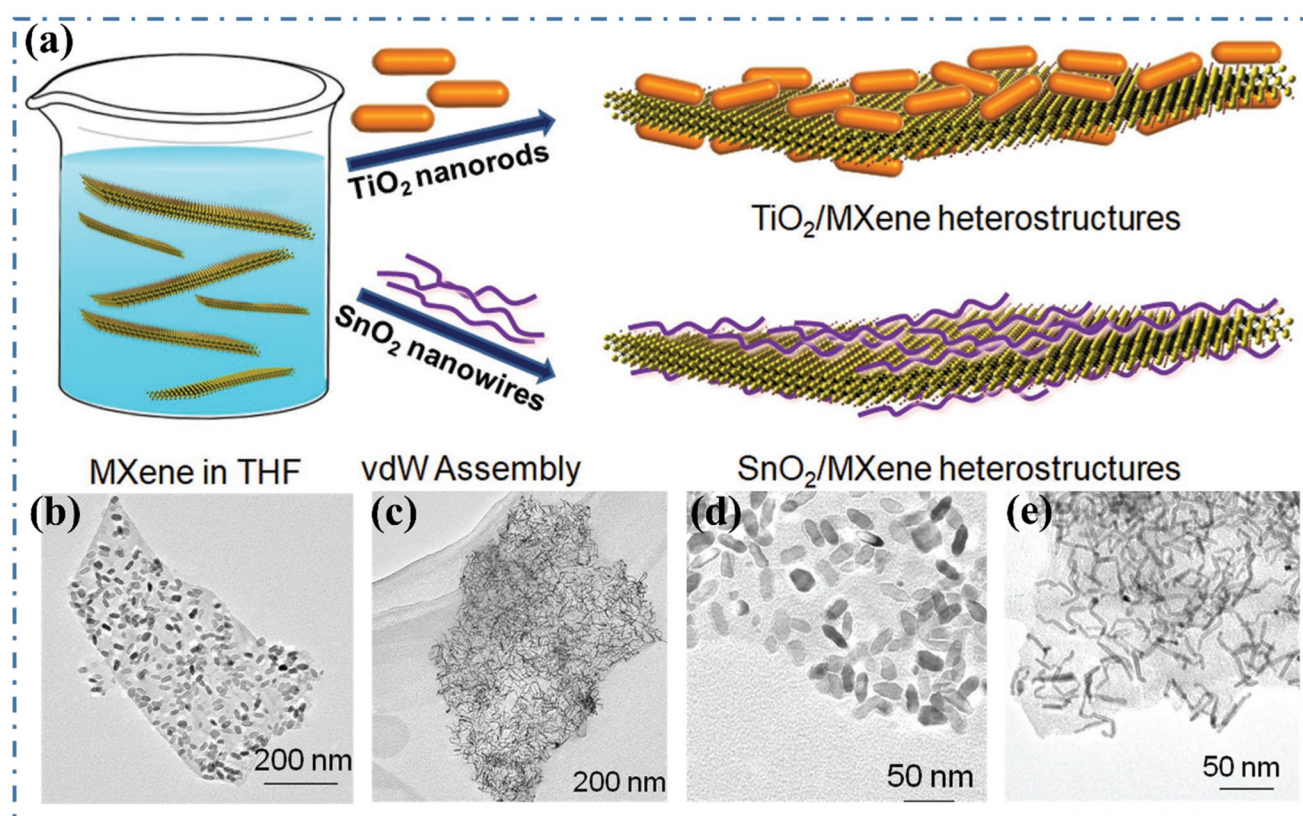 (a)
TiO₂ nanorods
TiO₂/MXene heterostructures
SnO₂ nanowires
MXene in THF
vdW Assembly
SnO₂/MXene heterostructures
(b)
(c)
(d)
(e)
200 nm
200 nm
50 nm
50 nm